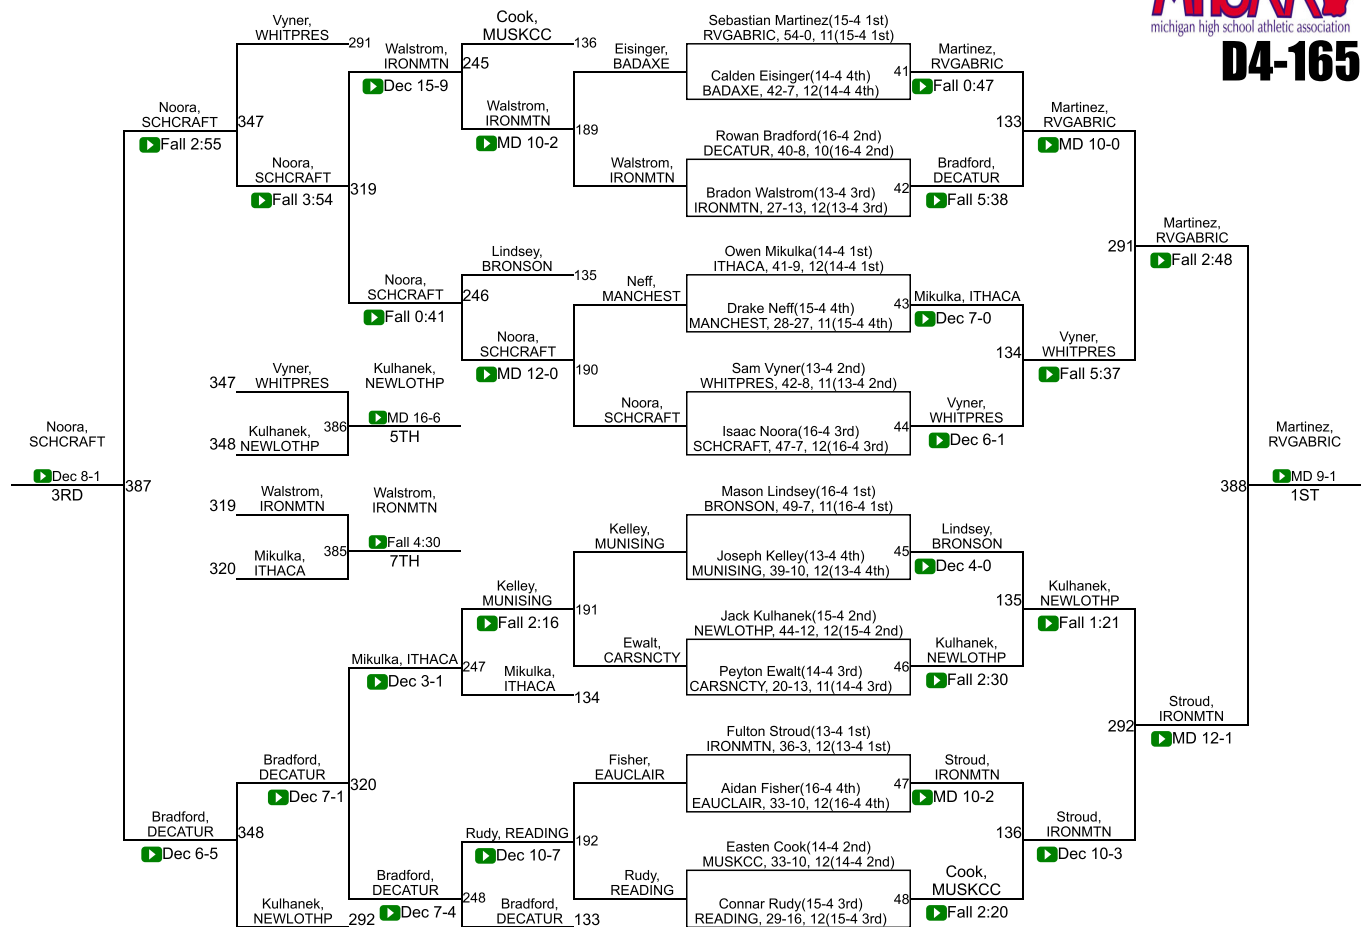 michigan high school athletic association
D4-165
Vyner,
WHITPRES
291
Noora,
SCHCRAFT
Fall 2:55
347
Noora,
SCHCRAFT
Fall 3:54
Walstrom,
IRONMTN
Dec 15-9
319
Noora,
SCHCRAFT
Fall 0:41
Cook,
MUSKCC
136
245
Walstrom,
IRONMTN
MD 10-2
Lindsey,
BRONSON
135
246
Noora,
SCHCRAFT
MD 12-0
Eisinger,
BADAXE
189
Walstrom,
IRONMTN
Neff,
MANCHEST
190
Noora,
SCHCRAFT
Sebastian Martinez(15-4 1st)
RVGABRIC, 54-0, 11(15-4 1st)
Calden Eisinger(14-4 4th)
BADAXE, 42-7, 12(14-4 4th)
41
Rowan Bradford(16-4 2nd)
DECATUR, 40-8, 10(16-4 2nd)
Bradon Walstrom(13-4 3rd)
IRONMTN, 27-13, 12(13-4 3rd)
42
Owen Mikulka(14-4 1st)
ITHACA, 41-9, 12(14-4 1st)
Drake Neff(15-4 4th)
MANCHEST, 28-27, 11(15-4 4th)
43
Sam Vyner(13-4 2nd)
WHITPRES, 42-8, 11(13-4 2nd)
Isaac Noora(16-4 3rd)
SCHCRAFT, 47-7, 12(16-4 3rd)
44
Martinez,
RVGABRIC
Fall 0:47
133
Bradford,
DECATUR
Fall 5:38
Mikulka, ITHACA
Dec 7-0
134
Vyner,
WHITPRES
Dec 6-1
Martinez,
RVGABRIC
MD 10-0
291
Vyner,
WHITPRES
Fall 5:37
Martinez,
RVGABRIC
Fall 2:48
347
Vyner,
WHITPRES
348
Kulhanek,
NEWLOTHP
386
Kulhanek,
NEWLOTHP
MD 16-6
5TH
319
Walstrom,
IRONMTN
320
Mikulka,
ITHACA
385
Walstrom,
IRONMTN
Fall 4:30
7TH
Noora,
SCHCRAFT
Dec 8-1
3RD
387
388
Martinez,
RVGABRIC
MD 9-1
1ST
Mason Lindsey(16-4 1st)
BRONSON, 49-7, 11(16-4 1st)
Joseph Kelley(13-4 4th)
MUNISING, 39-10, 12(13-4 4th)
45
Jack Kulhanek(15-4 2nd)
NEWLOTHP, 44-12, 12(15-4 2nd)
Peyton Ewalt(14-4 3rd)
CARSNCTY, 20-13, 11(14-4 3rd)
46
Fulton Stroud(13-4 1st)
IRONMTN, 36-3, 12(13-4 1st)
Aidan Fisher(16-4 4th)
EAUCLAIR, 33-10, 12(16-4 4th)
47
Easten Cook(14-4 2nd)
MUSKCC, 33-10, 12(14-4 2nd)
Connar Rudy(15-4 3rd)
READING, 29-16, 12(15-4 3rd)
48
Lindsey,
BRONSON
Dec 4-0
135
Kulhanek,
NEWLOTHP
Fall 2:30
Stroud,
IRONMTN
MD 10-2
136
Cook,
MUSKCC
Fall 2:20
Kulhanek,
NEWLOTHP
Fall 1:21
292
Stroud,
IRONMTN
Dec 10-3
Stroud,
IRONMTN
MD 12-1
Kelley,
MUNISING
191
Ewalt,
CARSNCTY
Fisher,
EAUCLAIR
192
Rudy,
READING
Kelley,
MUNISING
Fall 2:16
247
Mikulka,
ITHACA
134
Rudy, READING
Dec 10-7
248
Bradford,
DECATUR
133
Mikulka, ITHACA
Dec 3-1
320
Bradford,
DECATUR
Dec 7-4
Bradford,
DECATUR
Dec 7-1
348
Kulhanek,
NEWLOTHP
292
Bradford,
DECATUR
Dec 6-5